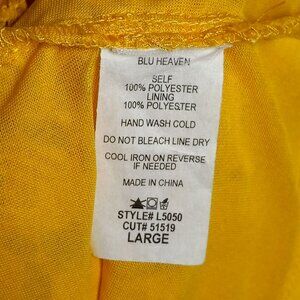 BLU HEAVEN
SELF
100% POLYESTER
LINING
100% POLYESTER
HAND WASH COLD
DO NOT BLEACH LINE DRY
COOL IRON ON REVERSE
IF NEEDED
MADE IN CHINA
STYLE# L5050
CUT# 51519
LARGE